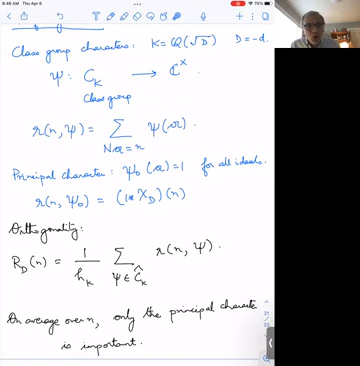 8:46 AM Thu Apr 6
75%
Class group characters: K = ℚ(√D) D = -d.
ψ: C_K ⟶ ℂ^×
Class group
r(n, ψ) = Σ_{N𝔞 = n} ψ(𝔞)
Principal character: ψ₀(𝔞) = 1 for all ideals.
r(n, ψ₀) = (1 * χ_D)(n)
Orthogonality:
R_D(n) = 1/h_K Σ_{ψ ∈ Ĉ_K} r(n, ψ).
On average over n, only the principal character
is important.